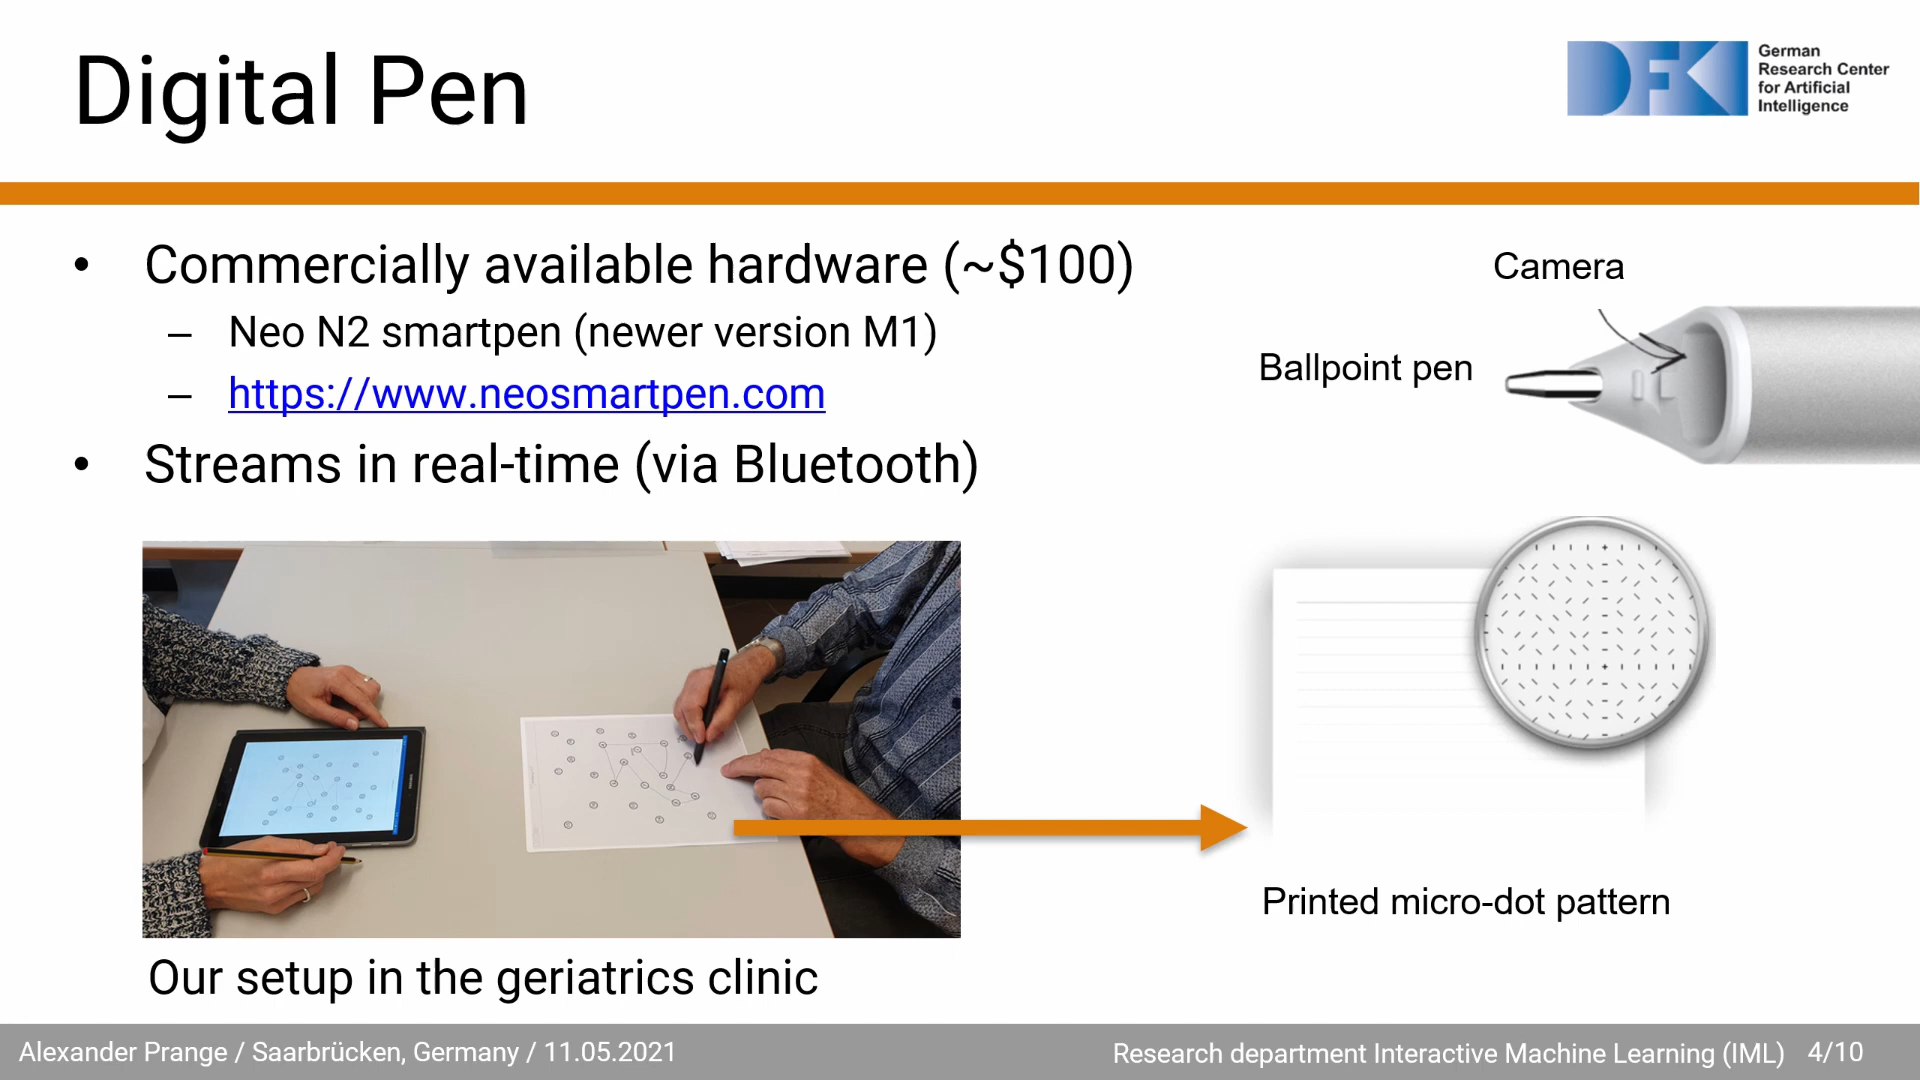 Digital Pen
German
Research Center
for Artificial
Intelligence
• Commercially available hardware (~$100)
– Neo N2 smartpen (newer version M1)
– https://www.neosmartpen.com
• Streams in real-time (via Bluetooth)
Camera
Ballpoint pen
Printed micro-dot pattern
Our setup in the geriatrics clinic
Alexander Prange / Saarbrücken, Germany / 11.05.2021
Research department Interactive Machine Learning (IML) 4/10
DFKI